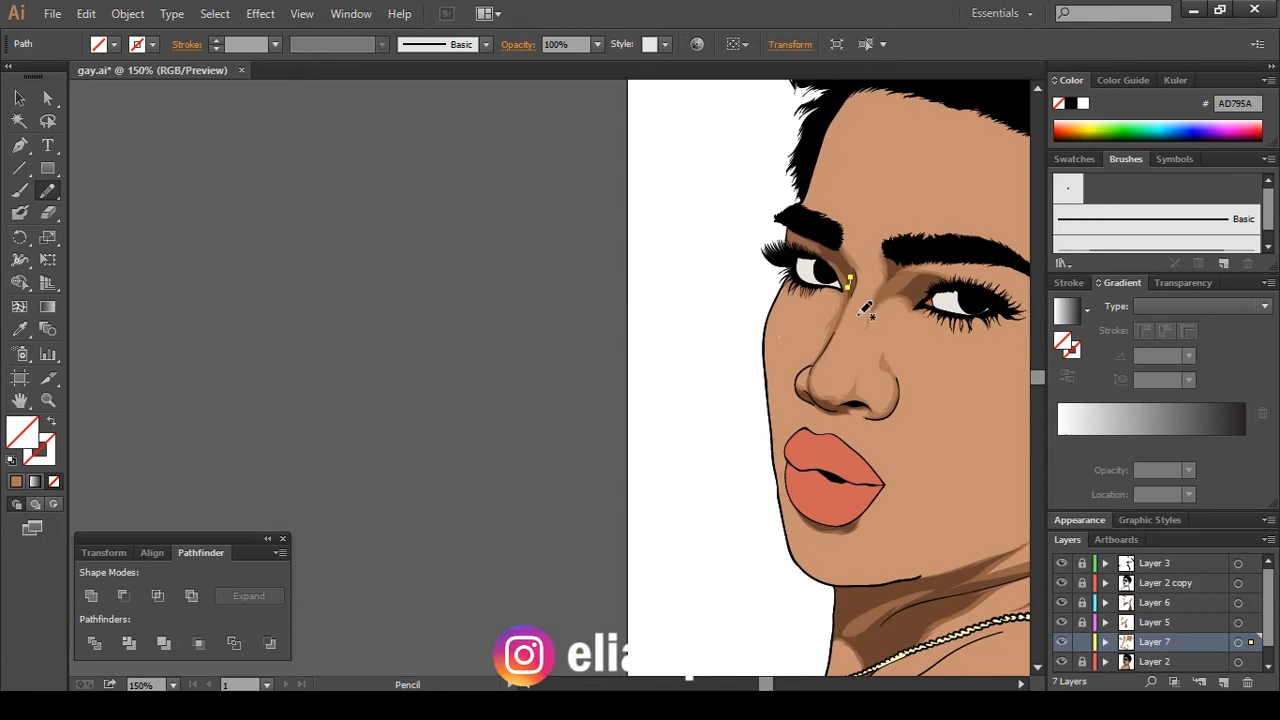 Ai File Edit Object Type Select Effect View Window Help Br Essentials
Path Stroke: Basic Opacity: 100% Style: Transform
gay.ai* @ 150% (RGB/Preview)
Color Color Guide Kuler
# AD795A
Swatches Brushes Symbols
Basic
Stroke Gradient Transparency
Type:
Stroke:
Opacity:
Location:
Appearance Graphic Styles
Layers Artboards
Layer 3
Layer 2 copy
Layer 6
Layer 5
Layer 7
Layer 2
7 Layers
Transform Align Pathfinder
Shape Modes:
Expand
Pathfinders:
150% 1 Pencil